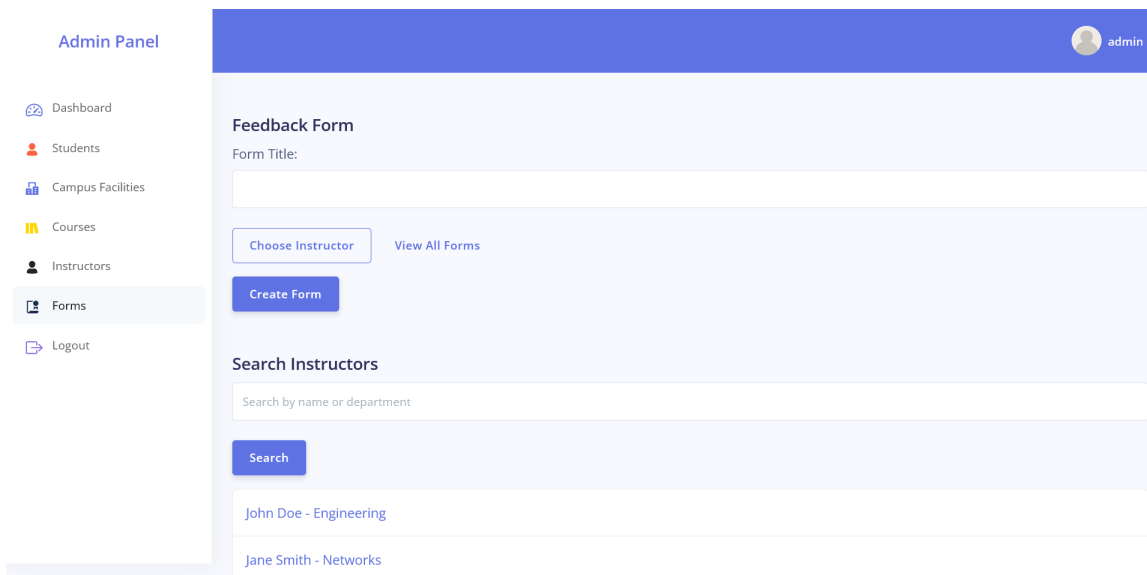 Admin Panel
admin
Dashboard
Students
Campus Facilities
Courses
Instructors
Forms
Logout
Feedback Form
Form Title:
Choose Instructor
View All Forms
Create Form
Search Instructors
Search by name or department
Search
John Doe - Engineering
Jane Smith - Networks